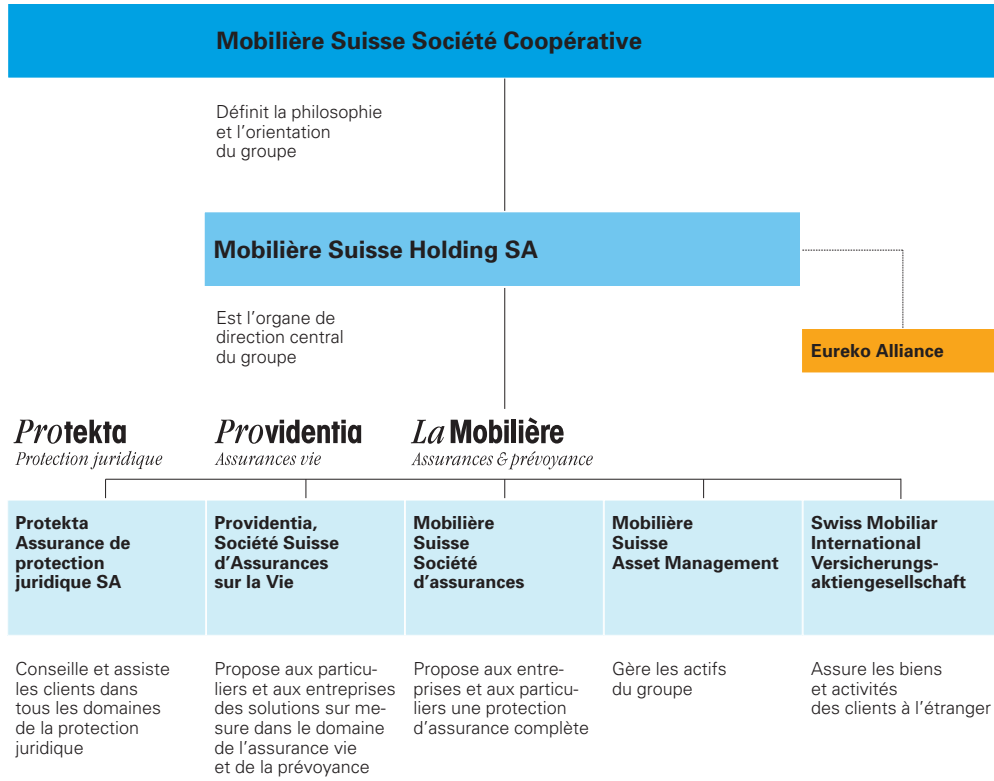 Mobilière Suisse Société Coopérative
Définit la philosophie
et l'orientation
du groupe
Mobilière Suisse Holding SA
Est l'organe de
direction central
du groupe
Eureko Alliance
Protekta
Protection juridique
Providentia
Assurances vie
La Mobilière
Assurances & prévoyance
Protekta
Assurance de
protection
juridique SA
Providentia,
Société Suisse
d'Assurances
sur la Vie
Mobilière
Suisse
Société
d'assurances
Mobilière
Suisse
Asset Management
Swiss Mobiliar
International
Versicherungs-
aktiengesellschaft
Conseille et assiste
les clients dans
tous les domaines
de la protection
juridique
Propose aux particu-
liers et aux entreprises
des solutions sur me-
sure dans le domaine
de l'assurance vie
et de la prévoyance
Propose aux entre-
prises et aux particu-
liers une protection
d'assurance complète
Gère les actifs
du groupe
Assure les biens
et activités
des clients à l'étranger